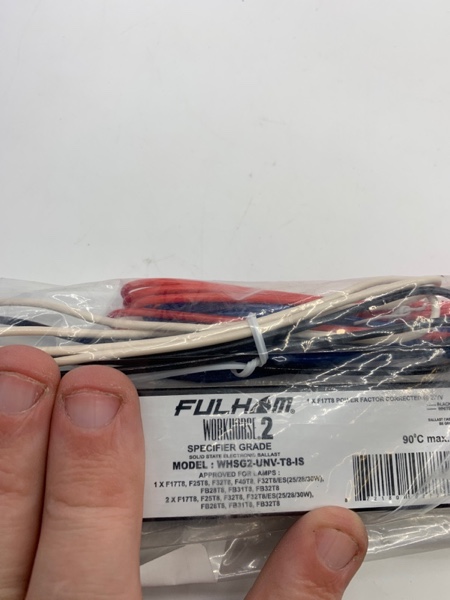 FULHAM®
WORKHORSE 2
SPECIFIER GRADE
SOLID STATE ELECTRONIC BALLAST
MODEL : WHSG2-UNV-T8-IS
APPROVED FOR LAMPS :
1 X F17T8, F25T8, F32T8, F40T8, F32T8/ES(25/28/30W),
FB28T8, FB31T8, FB32T8
2 X F17T8, F25T8, F32T8, F32T8/ES(25/28/30W),
FB28T8, FB31T8, FB32T8
1 X F17T8 POWER FACTOR CORRECTED
BLACK
WHITE
90°C max.